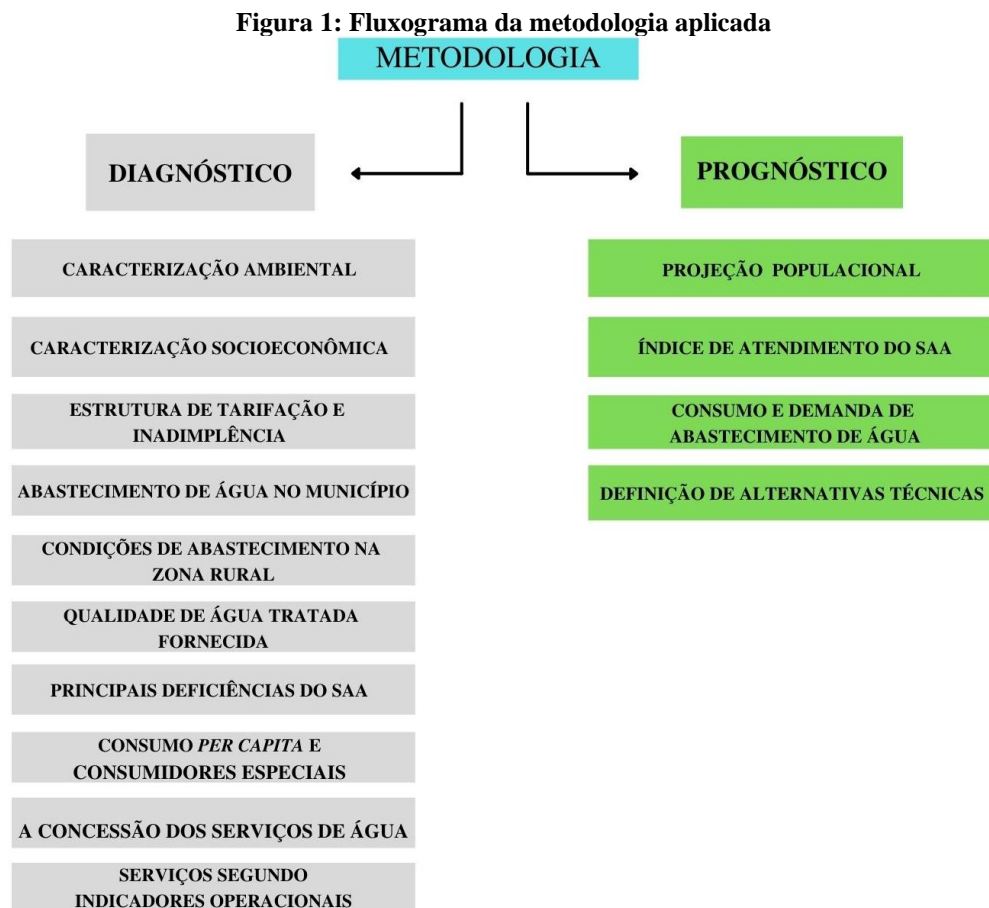 Figura 1: Fluxograma da metodologia aplicada
METODOLOGIA
DIAGNÓSTICO
CARACTERIZAÇÃO AMBIENTAL
CARACTERIZAÇÃO SOCIOECONÔMICA
ESTRUTURA DE TARIFAÇÃO E
INADIMPLÊNCIA
ABASTECIMENTO DE ÁGUA NO MUNICÍPIO
CONDIÇÕES DE ABASTECIMENTO NA
ZONA RURAL
QUALIDADE DE ÁGUA TRATADA
FORNECIDA
PRINCIPAIS DEFICIÊNCIAS DO SAA
CONSUMO PER CAPITA E
CONSUMIDORES ESPECIAIS
A CONCESSÃO DOS SERVIÇOS DE ÁGUA
SERVIÇOS SEGUNDO
INDICADORES OPERACIONAIS
PROGNÓSTICO
PROJEÇÃO POPULACIONAL
ÍNDICE DE ATENDIMENTO DO SAA
CONSUMO E DEMANDA DE
ABASTECIMENTO DE ÁGUA
DEFINIÇÃO DE ALTERNATIVAS TÉCNICAS